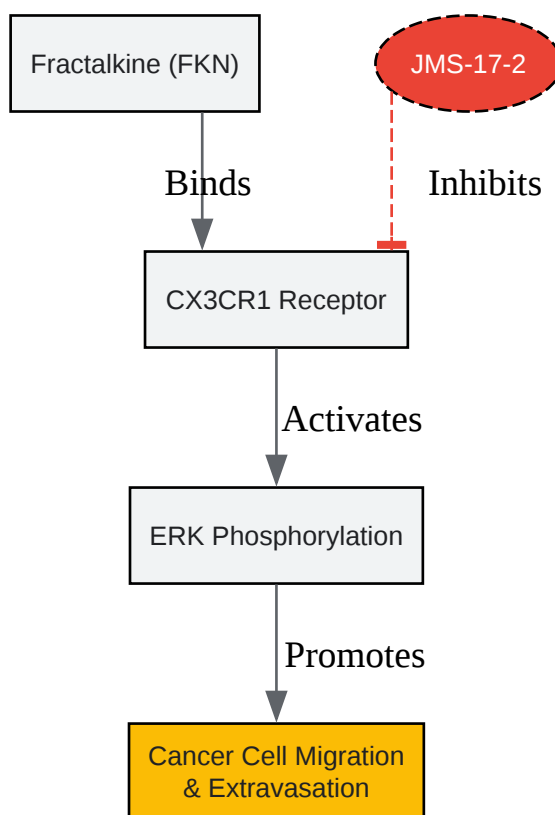 Fractalkine (FKN)
JMS-17-2
Binds
Inhibits
CX3CR1 Receptor
Activates
ERK Phosphorylation
Promotes
Cancer Cell Migration
& Extravasation